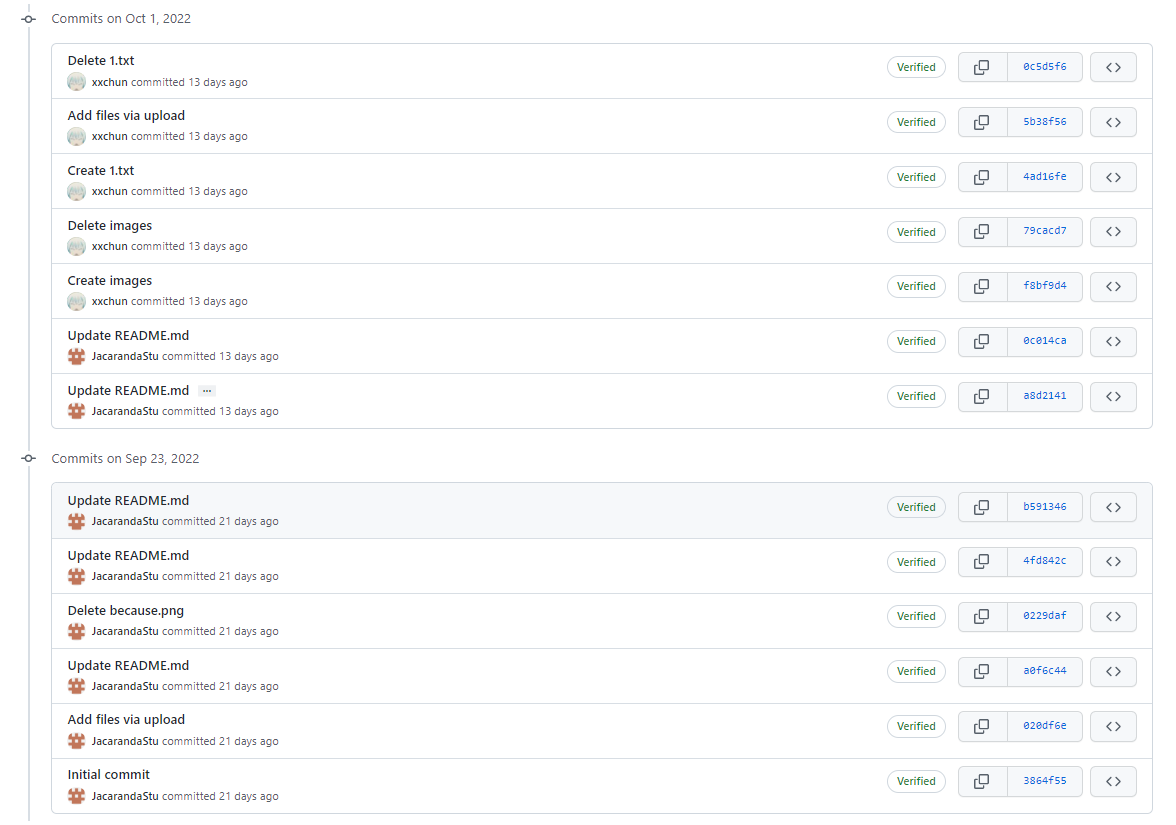 Commits on Oct 1, 2022
Delete 1.txt
xxchun committed 13 days ago
Verified
0c5d5f6
Add files via upload
xxchun committed 13 days ago
Verified
5b38f56
Create 1.txt
xxchun committed 13 days ago
Verified
4ad16fe
Delete images
xxchun committed 13 days ago
Verified
79cacd7
Create images
xxchun committed 13 days ago
Verified
f8bf9d4
Update README.md
JacarandaStu committed 13 days ago
Verified
0c014ca
Update README.md ...
JacarandaStu committed 13 days ago
Verified
a8d2141
Commits on Sep 23, 2022
Update README.md
JacarandaStu committed 21 days ago
Verified
b591346
Update README.md
JacarandaStu committed 21 days ago
Verified
4fd842c
Delete because.png
JacarandaStu committed 21 days ago
Verified
0229daf
Update README.md
JacarandaStu committed 21 days ago
Verified
a0f6c44
Add files via upload
JacarandaStu committed 21 days ago
Verified
020df6e
Initial commit
JacarandaStu committed 21 days ago
Verified
3864f55